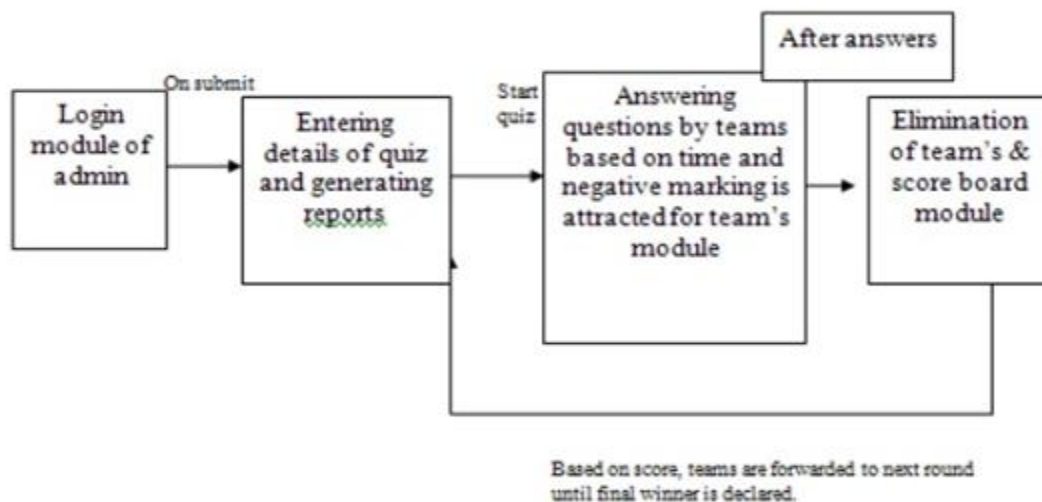 After answers
On submit
Login
module of
admin
Entering
details of quiz
and generating
reports
Start
quiz
Answering
questions by teams
based on time and
negative marking is
attracted for team's
module
Elimination
of team's &
score board
module
Based on score, teams are forwarded to next round
until final winner is declared.